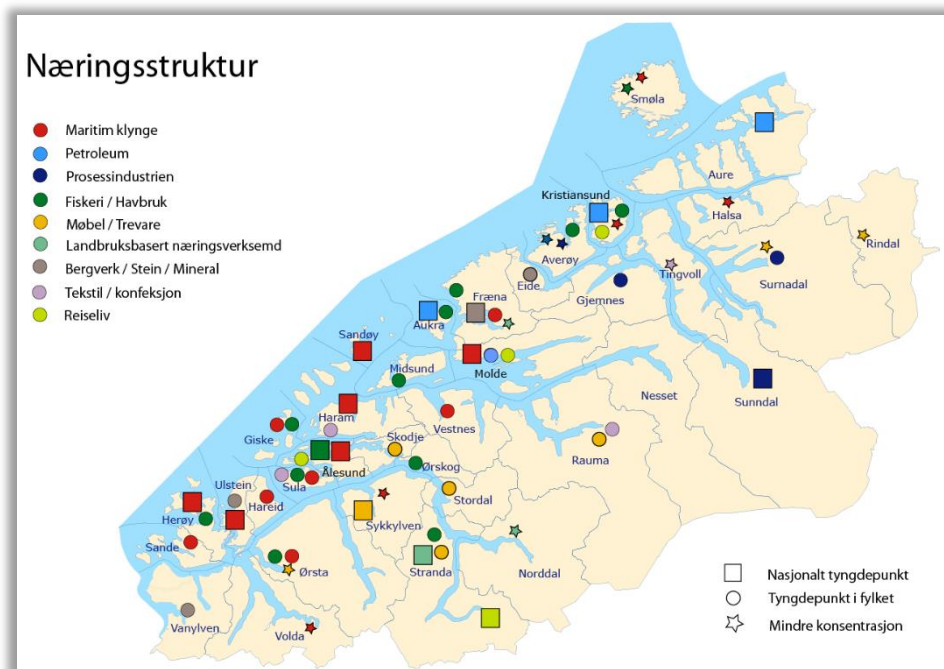 Næringsstruktur
Maritim klynge
Petroleum
Prosessindustrien
Fiskeri / Havbruk
Møbel / Trevare
Landbruksbasert næringsverksemd
Bergverk / Stein / Mineral
Tekstil / konfeksjon
Reiseliv
Smøla
Aure
Kristiansund
Halsa
Rindal
Averøy
Tingvoll
Surnadal
Eide
Gjemnes
Fræna
Aukra
Sandøy
Midsund
Molde
Nesset
Sunndal
Haram
Vestnes
Giske
Skodje
Rauma
Ålesund
Ørskog
Ulstein
Sula
Stordal
Hareid
Sykkylven
Herøy
Sande
Ørsta
Stranda
Norddal
Vanylven
Volda
Nasjonalt tyngdepunkt
Tyngdepunkt i fylket
Mindre konsentrasjon